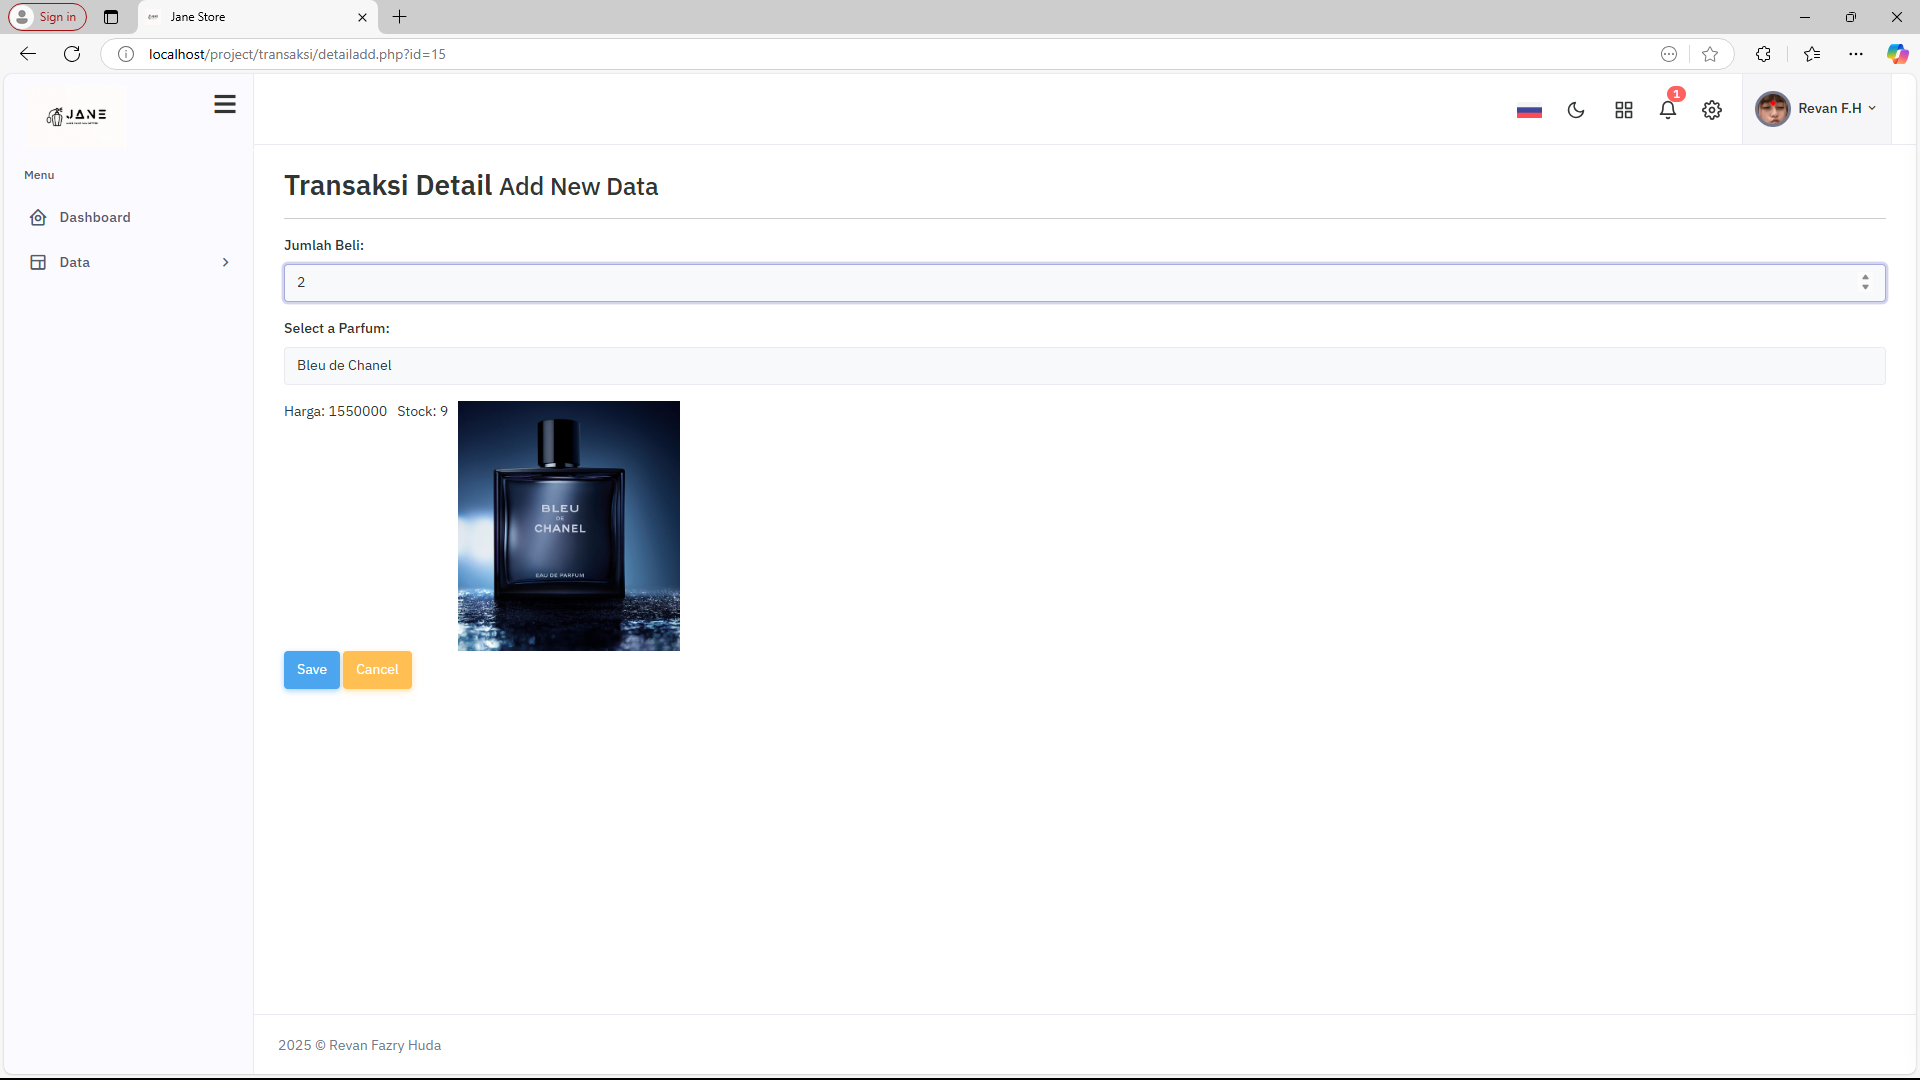 Sign in
Jane Store
localhost/project/transaksi/detailadd.php?id=15
JANE
1
Revan F.H
Menu
Dashboard
Data
Transaksi Detail Add New Data
Jumlah Beli:
2
Select a Parfum:
Bleu de Chanel
Harga: 1550000 Stock: 9
BLEU
DE
CHANEL
EAU DE PARFUM
Save Cancel
2025 © Revan Fazry Huda